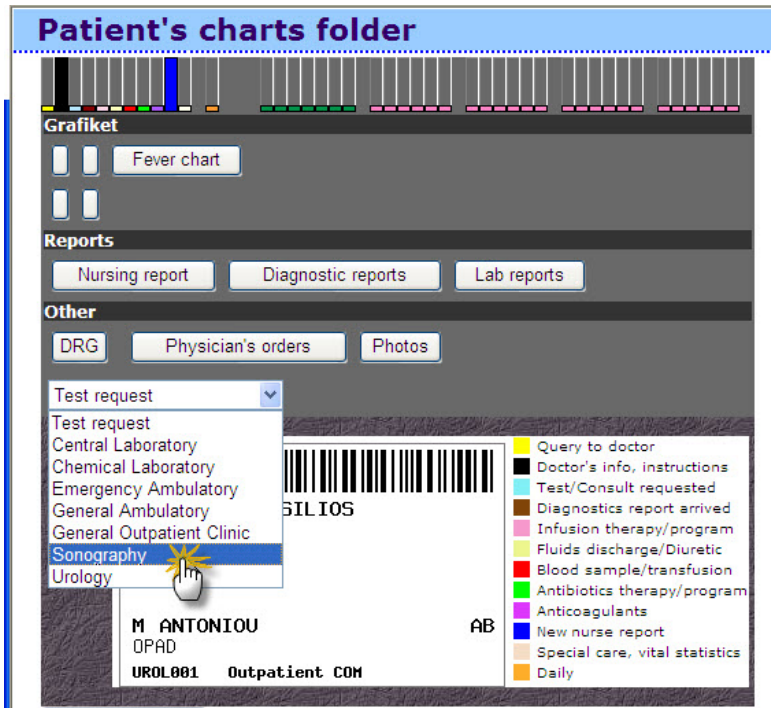 Patient's charts folder
Grafiket
Fever chart
Reports
Nursing report Diagnostic reports Lab reports
Other
DRG Physician's orders Photos
Test request
Test request
Central Laboratory
Chemical Laboratory
Emergency Ambulatory
General Ambulatory
General Outpatient Clinic
Sonography
Urology
SILIOS
M ANTONIOU AB
OPAD
UROL001 Outpatient COM
Query to doctor
Doctor's info, instructions
Test/Consult requested
Diagnostics report arrived
Infusion therapy/program
Fluids discharge/Diuretic
Blood sample/transfusion
Antibiotics therapy/program
Anticoagulants
New nurse report
Special care, vital statistics
Daily